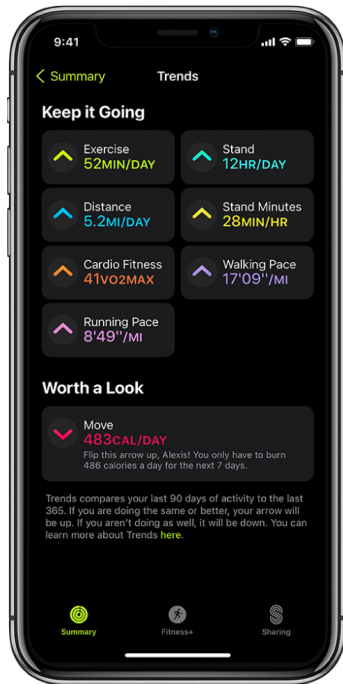 9:41
Summary
Trends
Keep it Going
Exercise
52MIN/DAY
Stand
12HR/DAY
Distance
5.2MI/DAY
Stand Minutes
28MIN/HR
Cardio Fitness
41VO2MAX
Walking Pace
17'09''/MI
Running Pace
8'49''/MI
Worth a Look
Move
483CAL/DAY
Flip this arrow up, Alexis! You only have to burn
486 calories a day for the next 7 days.
Trends compares your last 90 days of activity to the last
365. If you are doing the same or better, your arrow will
be up. If you aren't doing as well, it will be down. You can
learn more about Trends here.
Summary
Fitness+
Sharing